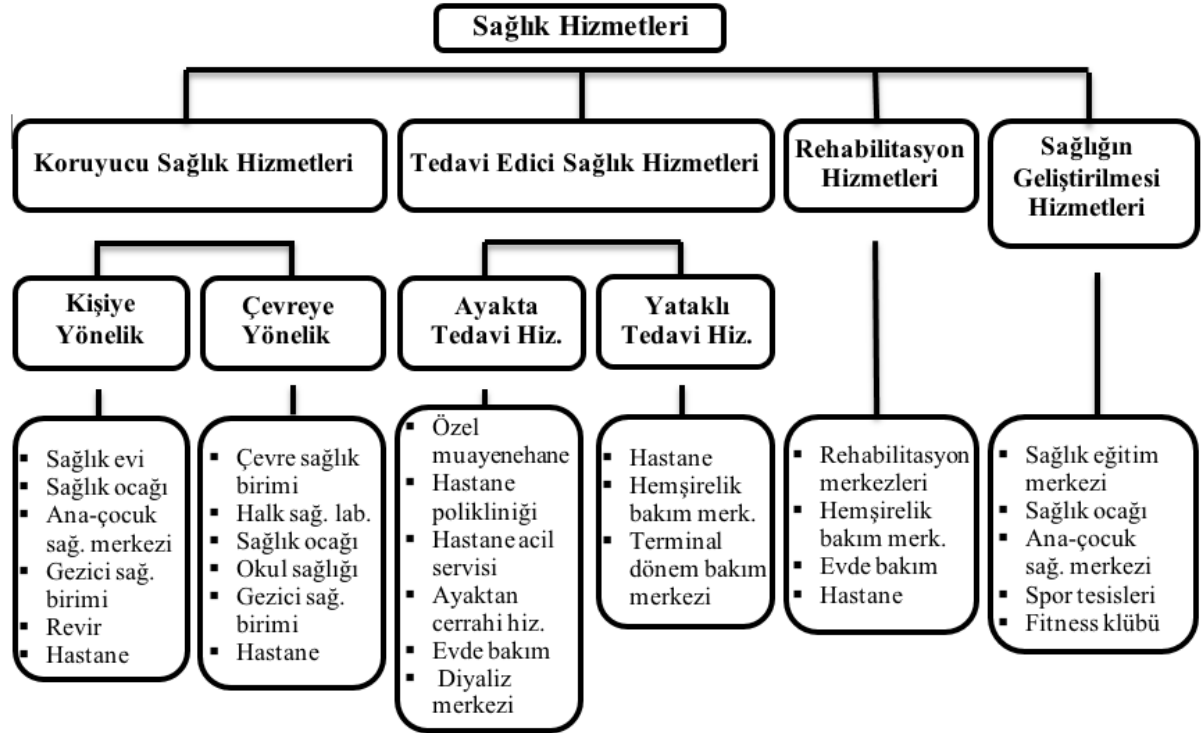 Sağlık Hizmetleri
Koruyucu Sağlık Hizmetleri
Tedavi Edici Sağlık Hizmetleri
Rehabilitasyon
Hizmetleri
Sağlığın
Geliştirilmesi
Hizmetleri
Kişiye
Yönelik
Çevreye
Yönelik
Ayakta
Tedavi Hiz.
Yataklı
Tedavi Hiz.
▪ Sağlık evi
▪ Sağlık ocağı
▪ Ana-çocuk
sağ. merkezi
▪ Gezici sağ.
birimi
▪ Revir
▪ Hastane
▪ Çevre sağlık
birimi
▪ Halk sağ. lab.
▪ Sağlık ocağı
▪ Okul sağlığı
▪ Gezici sağ.
birimi
▪ Hastane
▪ Özel
muayenehane
▪ Hastane
polikliniği
▪ Hastane acil
servisi
▪ Ayaktan
cerrahi hiz.
▪ Evde bakım
▪ Diyaliz
merkezi
▪ Hastane
▪ Hemşirelik
bakım merk.
▪ Terminal
dönem bakım
merkezi
▪ Rehabilitasyon
merkezleri
▪ Hemşirelik
bakım merk.
▪ Evde bakım
▪ Hastane
▪ Sağlık eğitim
merkezi
▪ Sağlık ocağı
▪ Ana-çocuk
sağ. merkezi
▪ Spor tesisleri
▪ Fitness klübü